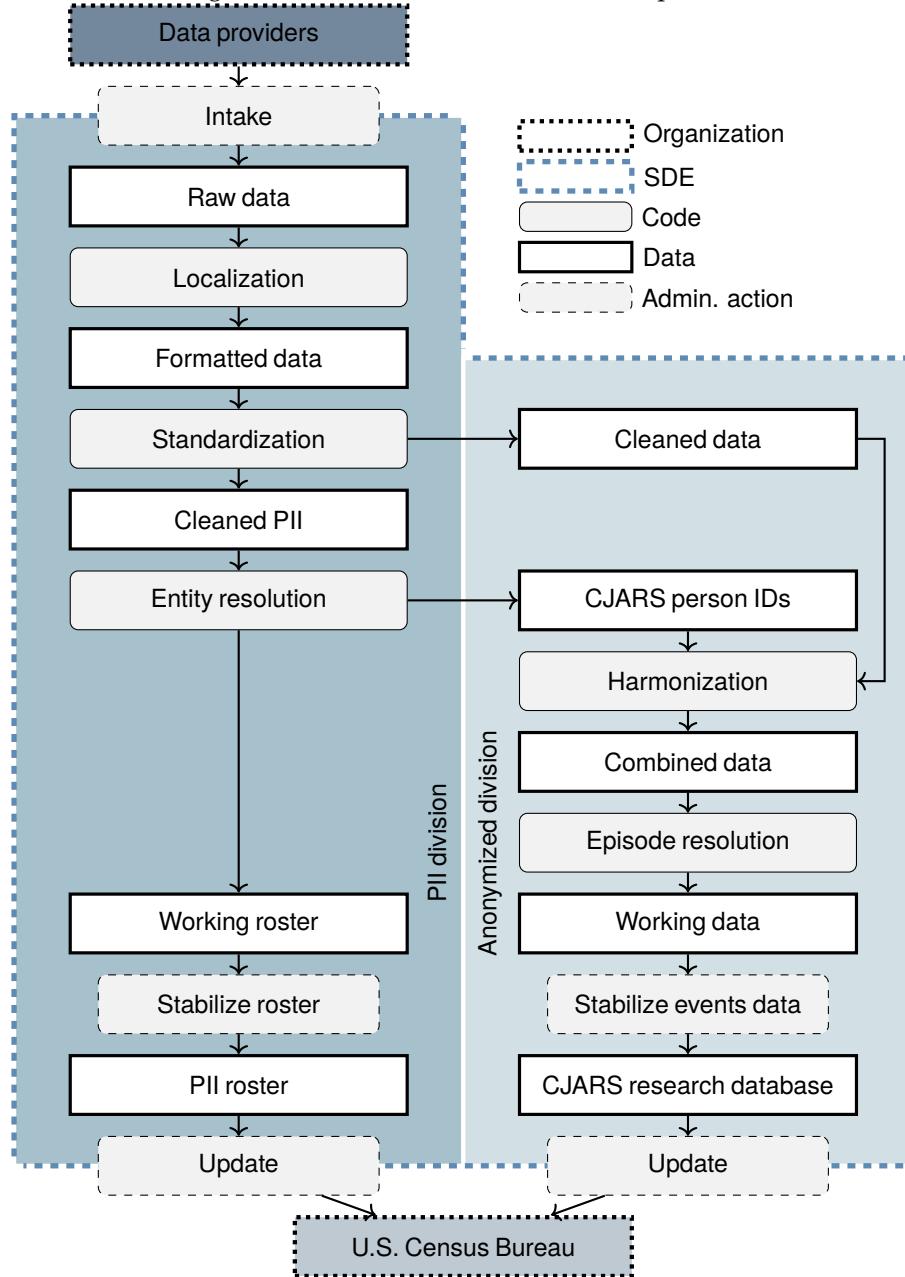 Data providers
Intake
Raw data
Localization
Formatted data
Standardization
Cleaned PII
Entity resolution
Working roster
Stabilize roster
PII roster
Update
PII division
Organization
SDE
Code
Data
Admin. action
Cleaned data
CJARS person IDs
Harmonization
Combined data
Episode resolution
Working data
Stabilize events data
CJARS research database
Update
Anonymized division
U.S. Census Bureau